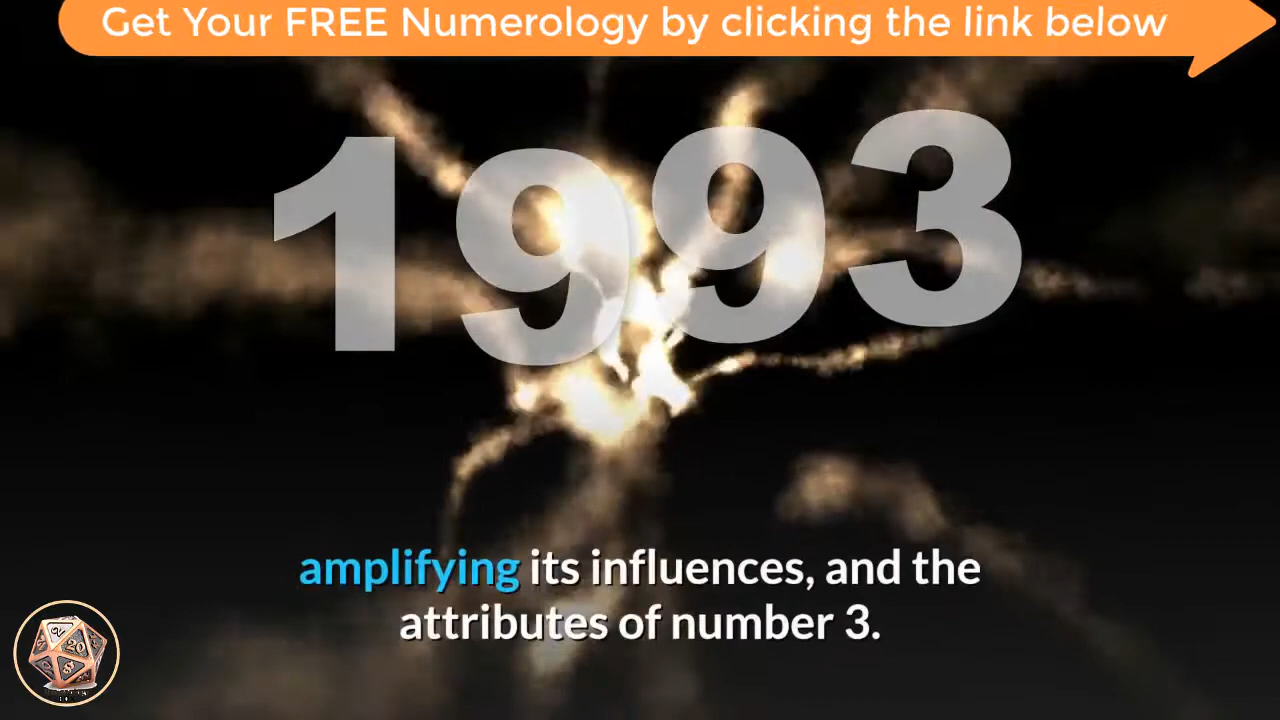 Get Your FREE Numerology by clicking the link below
1993
amplifying its influences, and the
attributes of number 3.
20